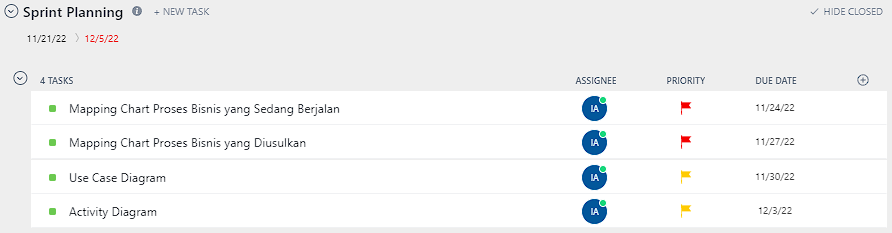 Sprint Planning i + NEW TASK HIDE CLOSED
11/21/22 12/5/22
4 TASKS ASSIGNEE PRIORITY DUE DATE
Mapping Chart Proses Bisnis yang Sedang Berjalan IA 11/24/22
Mapping Chart Proses Bisnis yang Diusulkan IA 11/27/22
Use Case Diagram IA 11/30/22
Activity Diagram IA 12/3/22